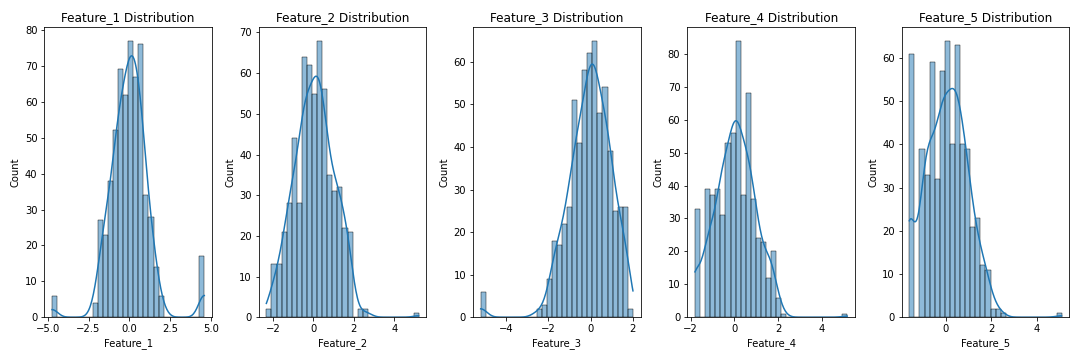 Feature_1 Distribution
Count
80
70
60
50
40
30
20
10
0
−5.0 −2.5 0.0 2.5 5.0
Feature_1
Feature_2 Distribution
Count
70
60
50
40
30
20
10
0
−2 0 2 4
Feature_2
Feature_3 Distribution
Count
60
50
40
30
20
10
0
−4 −2 0 2
Feature_3
Feature_4 Distribution
Count
80
70
60
50
40
30
20
10
0
−2 0 2 4
Feature_4
Feature_5 Distribution
Count
60
50
40
30
20
10
0
0 2 4
Feature_5